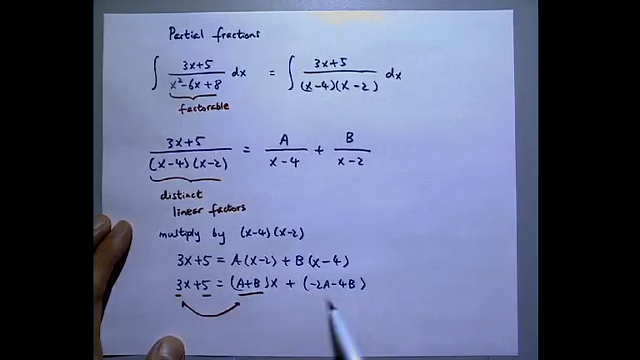 Partial fractions
∫ 3x+5 / x²-6x+8 dx = ∫ 3x+5 / (x-4)(x-2) dx
factorable
3x+5 / (x-4)(x-2) = A / x-4 + B / x-2
distinct
linear factors
multiply by (x-4)(x-2)
3x+5 = A(x-2) + B(x-4)
3x+5 = (A+B)x + (-2A-4B)